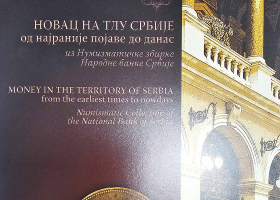 НОВАЦ НА ТЛУ СРБИЈЕ
од најраније појаве до данас
из Нумизматичке збирке
Народне банке Србије
MONEY IN THE TERRITORY OF SERBIA
from the earliest times to nowdays
Numismatic Collection of
the National Bank of Serbia